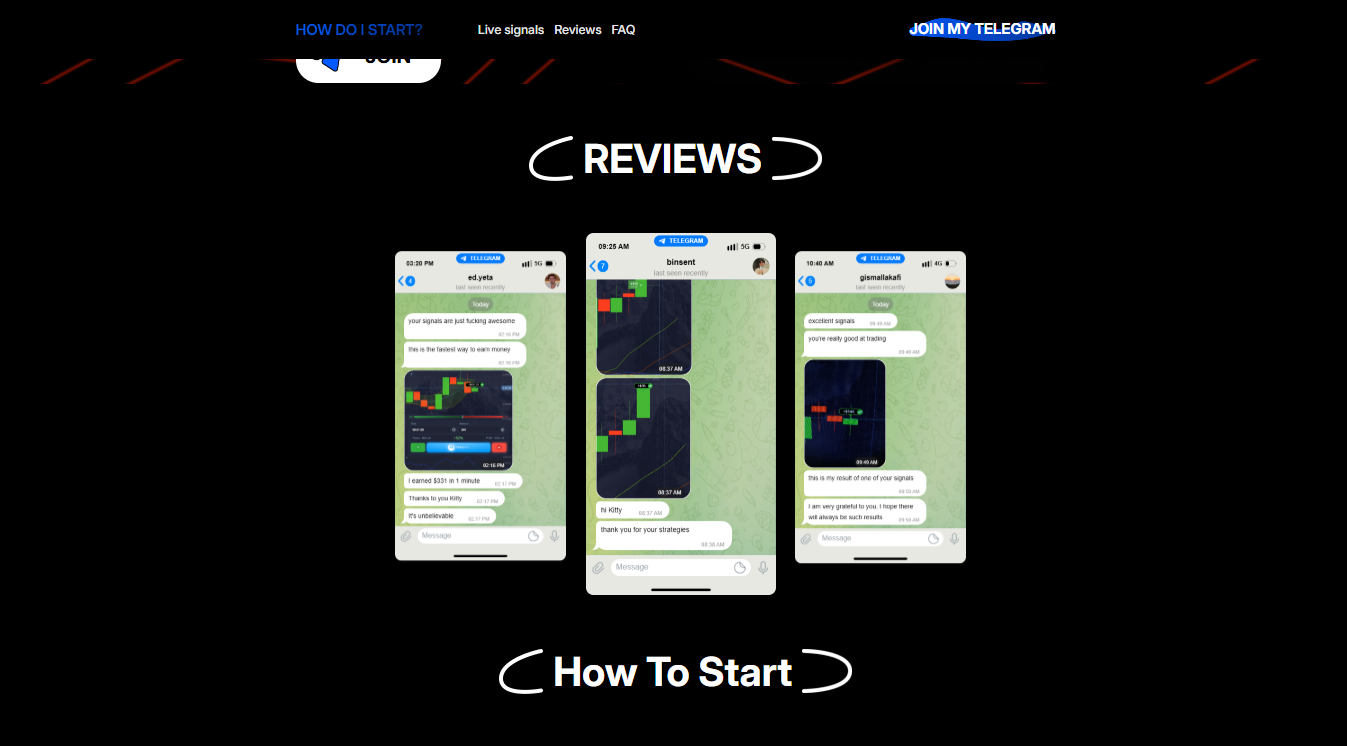 HOW DO I START?
Live signals
Reviews
FAQ
JOIN MY TELEGRAM
JOIN
REVIEWS
03:20 PM
TELEGRAM
5G
4
ed.yeta
last seen recently
Today
your signals are just fucking awesome
02:16 PM
this is the fastest way to earn money
02:16 PM
02:16 PM
I earned $331 in 1 minute
02:17 PM
Thanks to you Kitty
02:17 PM
It's unbelievable
02:17 PM
Message
09:25 AM
TELEGRAM
5G
7
binsent
last seen recently
08:37 AM
08:37 AM
hi Kitty
08:37 AM
thank you for your strategies
08:38 AM
Message
10:40 AM
TELEGRAM
4G
5
gismallakafi
last seen recently
Today
excellent signals
09:49 AM
you're really good at trading
09:49 AM
09:49 AM
this is my result of one of your signals
09:50 AM
I am very grateful to you. I hope there
will always be such results
09:50 AM
Message
How To Start